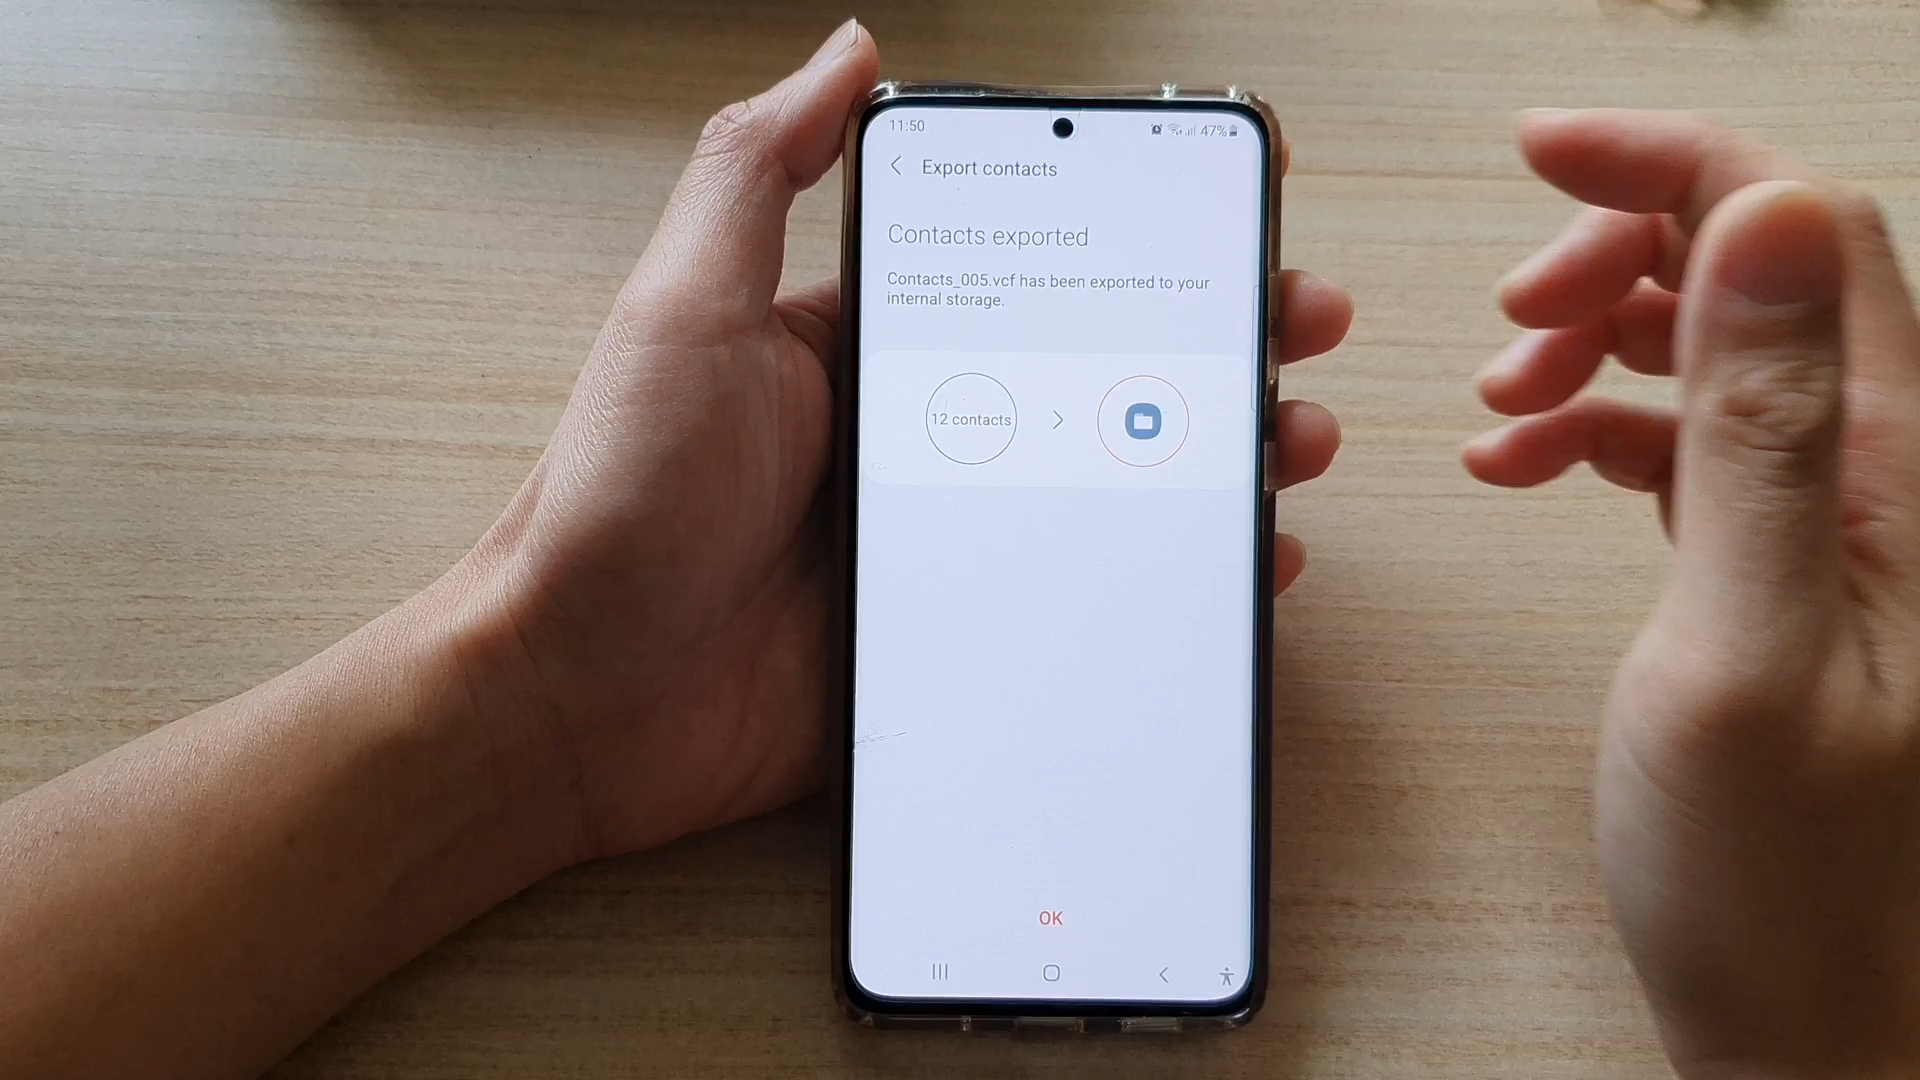 11:50
47%
Export contacts
Contacts exported
Contacts_005.vcf has been exported to your
internal storage.
12 contacts
OK